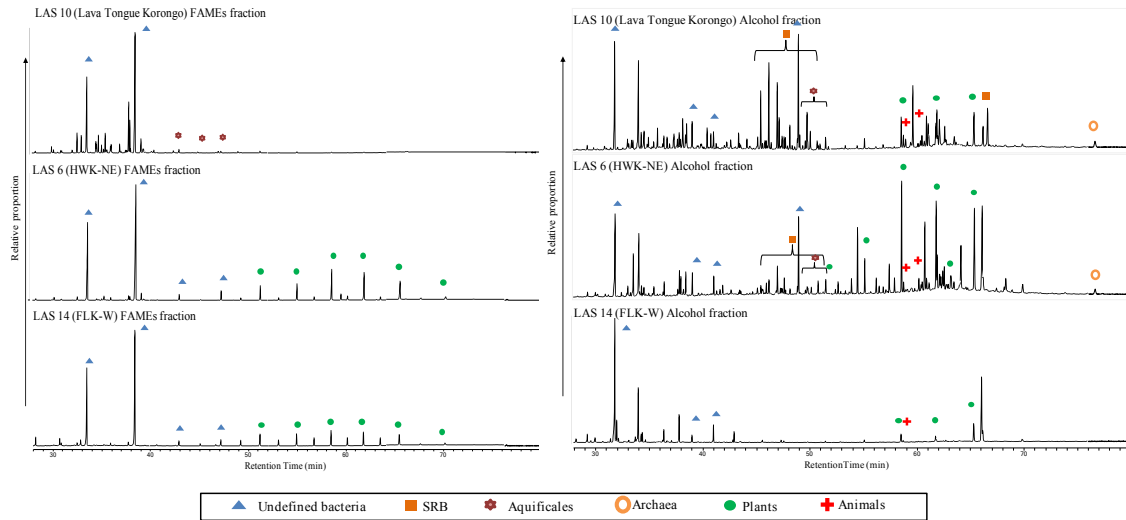 LAS 10 (Lava Tongue Korongo) FAMEs fraction
LAS 6 (HWK-NE) FAMEs fraction
LAS 14 (FLK-W) FAMEs fraction
Relative proportion
30 40 50 60 70
Retention Time (min)
LAS 10 (Lava Tongue Korongo) Alcohol fraction
LAS 6 (HWK-NE) Alcohol fraction
LAS 14 (FLK-W) Alcohol fraction
Relative proportion
30 40 50 60 70
Retention Time (min)
Undefined bacteria SRB Aquificales Archaea Plants Animals